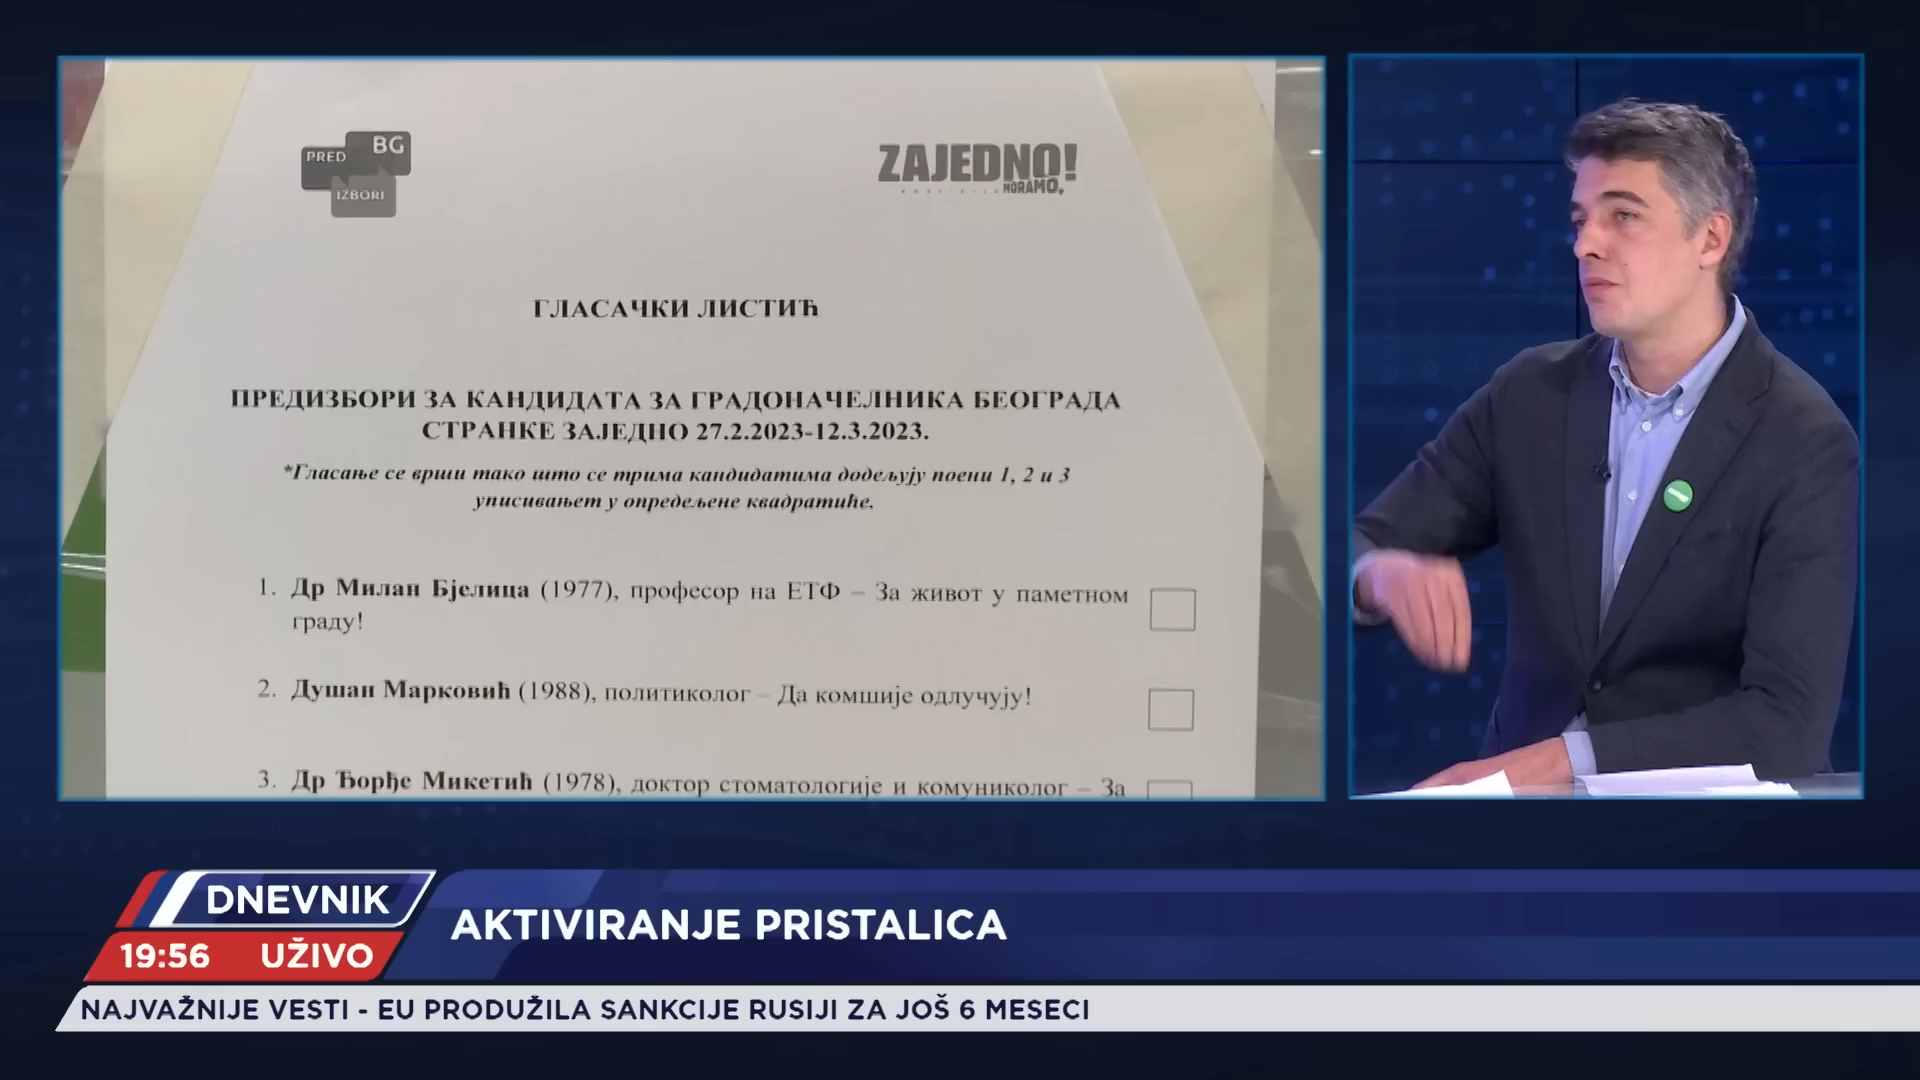 PRED
BG
IZBORI
ZAJEDNO!
MORAMO,
ГЛАСАЧКИ ЛИСТИЋ
ПРЕДИЗБОРИ ЗА КАНДИДАТА ЗА ГРАДОНАЧЕЛНИКА БЕОГРАДА
СТРАНКЕ ЗАЈЕДНО 27.2.2023-12.3.2023.
*Гласање се врши тако што се трима кандидатима додељују поени 1, 2 и 3
уписивањем у опредељене квадратиће.
1. Др Милан Бјелица (1977), професор на ЕТФ – За живот у паметном
граду!
2. Душан Марковић (1988), политиколог – Да комшије одлучују!
3. Др Ђорђе Микетић (1978), доктор стоматологије и комуниколог – За
DNEVNIK
19:56 UŽIVO
AKTIVIRANJE PRISTALICA
NAJVAŽNIJE VESTI - EU PRODUŽILA SANKCIJE RUSIJI ZA JOŠ 6 MESECI